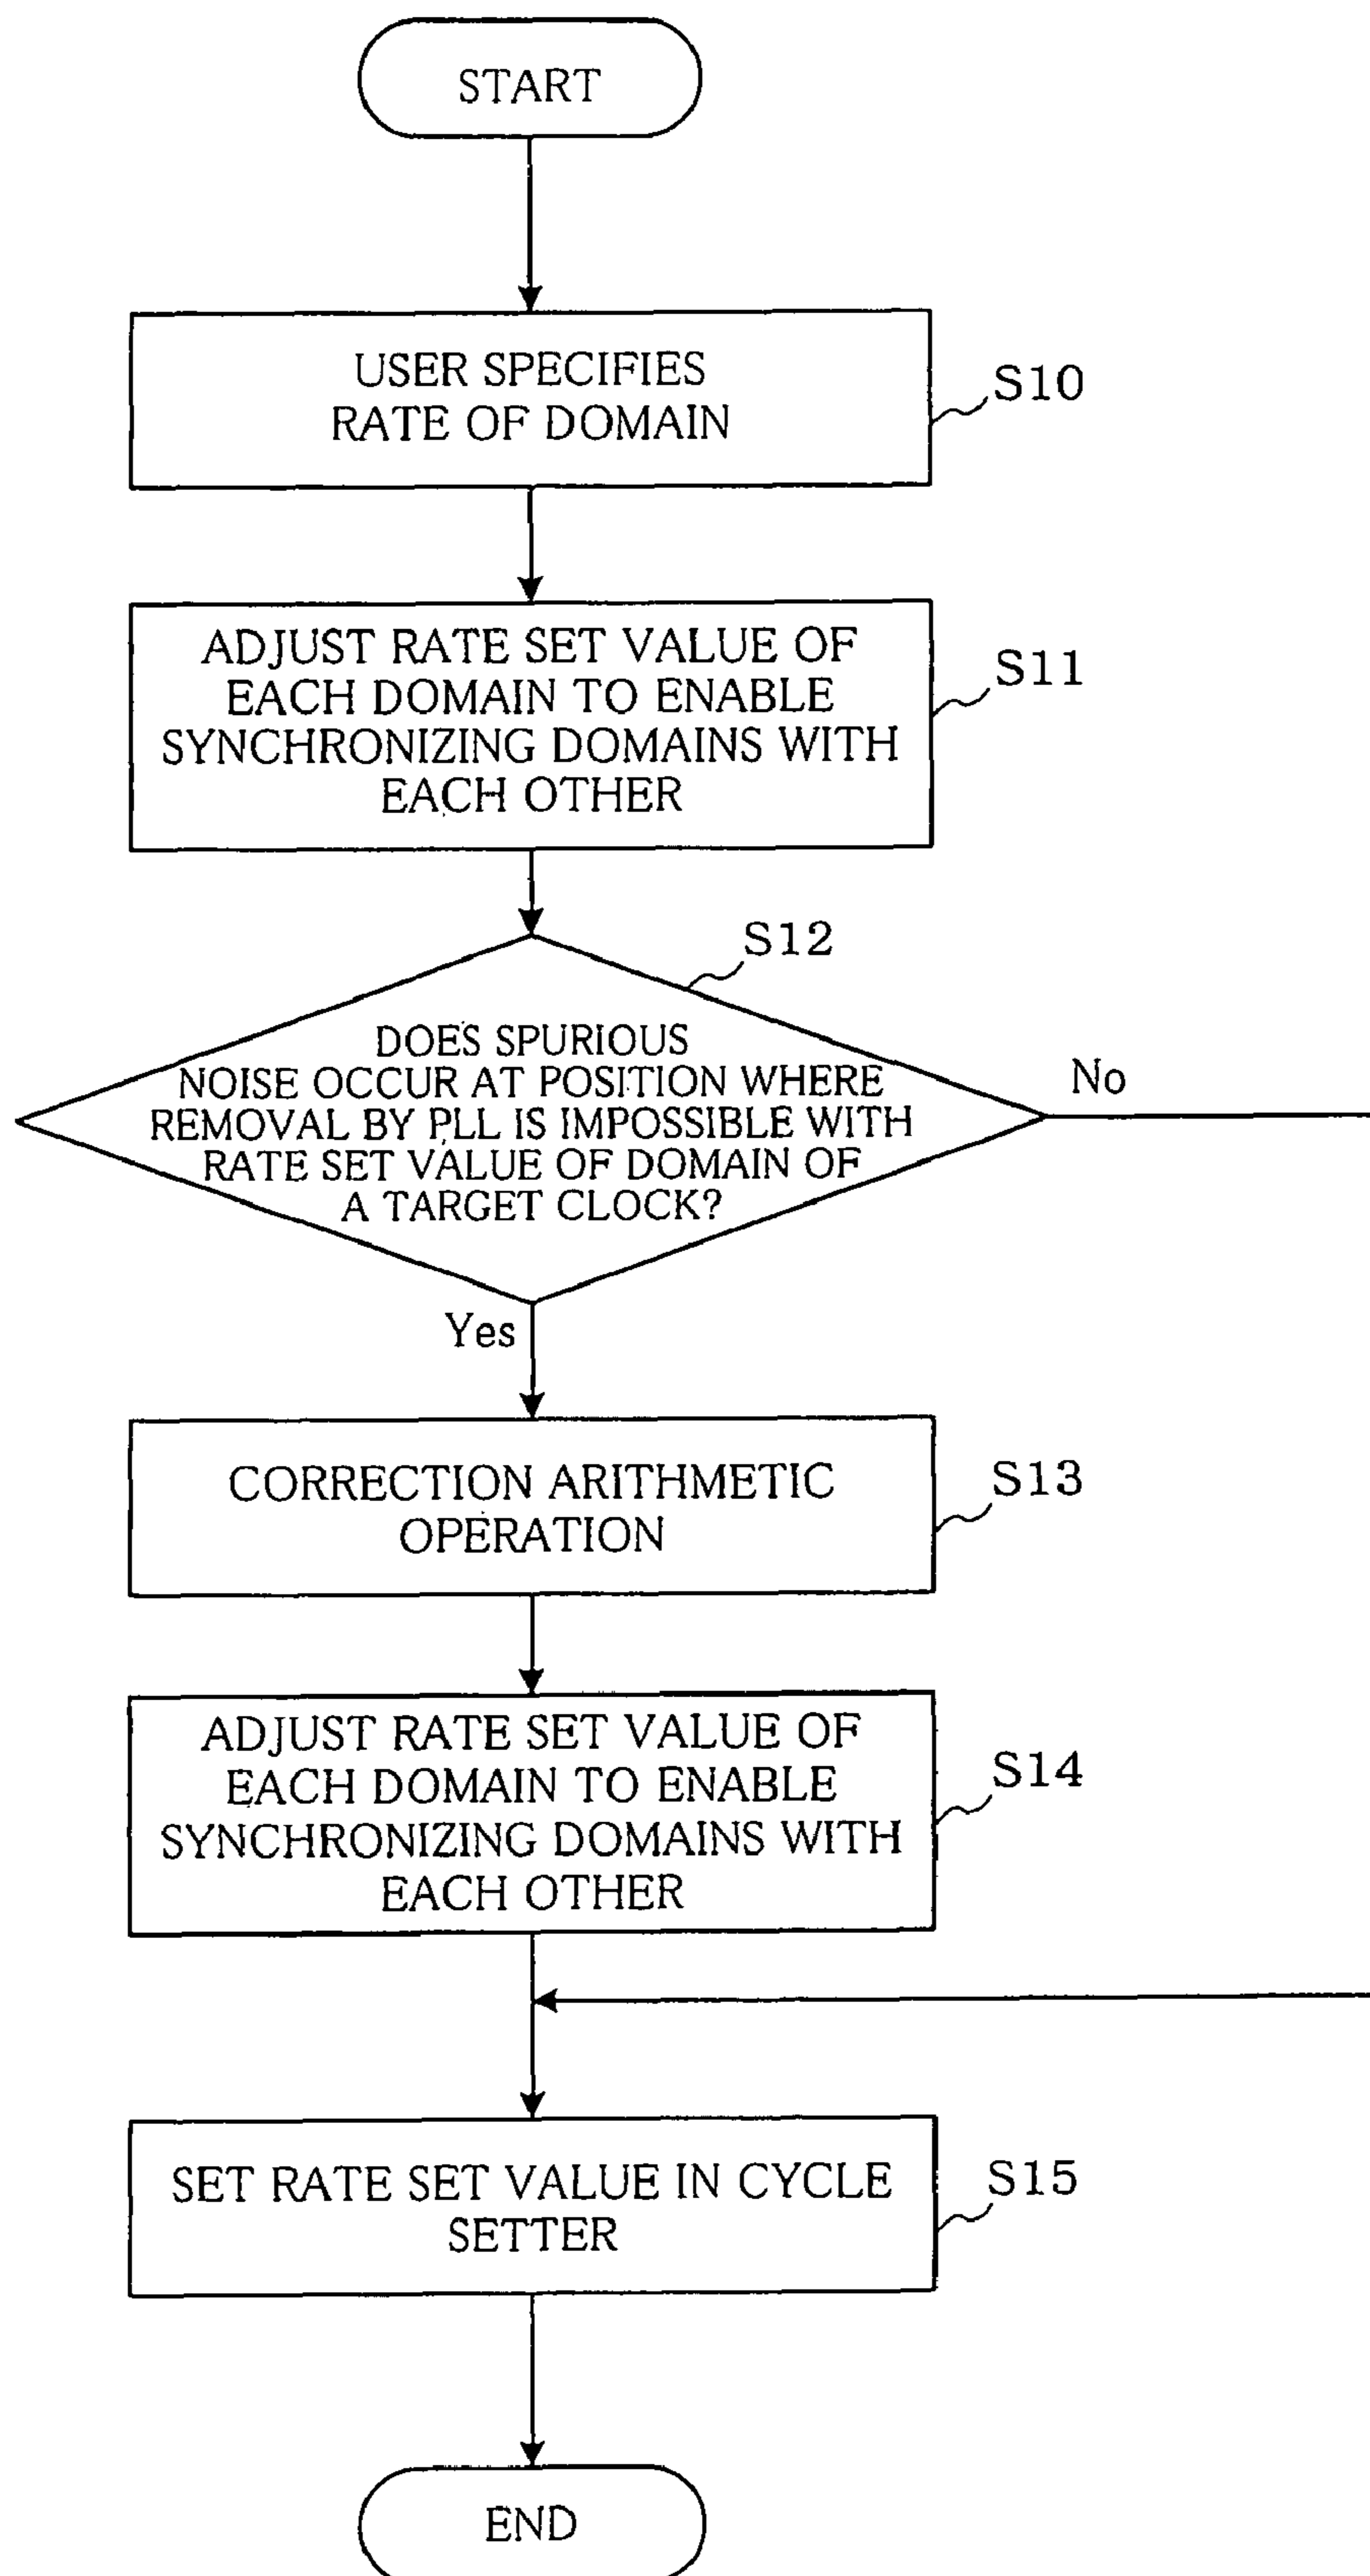 START
USER SPECIFIES
RATE OF DOMAIN
S10
ADJUST RATE SET VALUE OF
EACH DOMAIN TO ENABLE
SYNCHRONIZING DOMAINS WITH
EACH OTHER
S11
S12
DOES SPURIOUS
NOISE OCCUR AT POSITION WHERE
REMOVAL BY PLL IS IMPOSSIBLE WITH
RATE SET VALUE OF DOMAIN OF
A TARGET CLOCK?
No
Yes
CORRECTION ARITHMETIC
OPERATION
S13
ADJUST RATE SET VALUE OF
EACH DOMAIN TO ENABLE
SYNCHRONIZING DOMAINS WITH
EACH OTHER
S14
SET RATE SET VALUE IN CYCLE
SETTER
S15
END